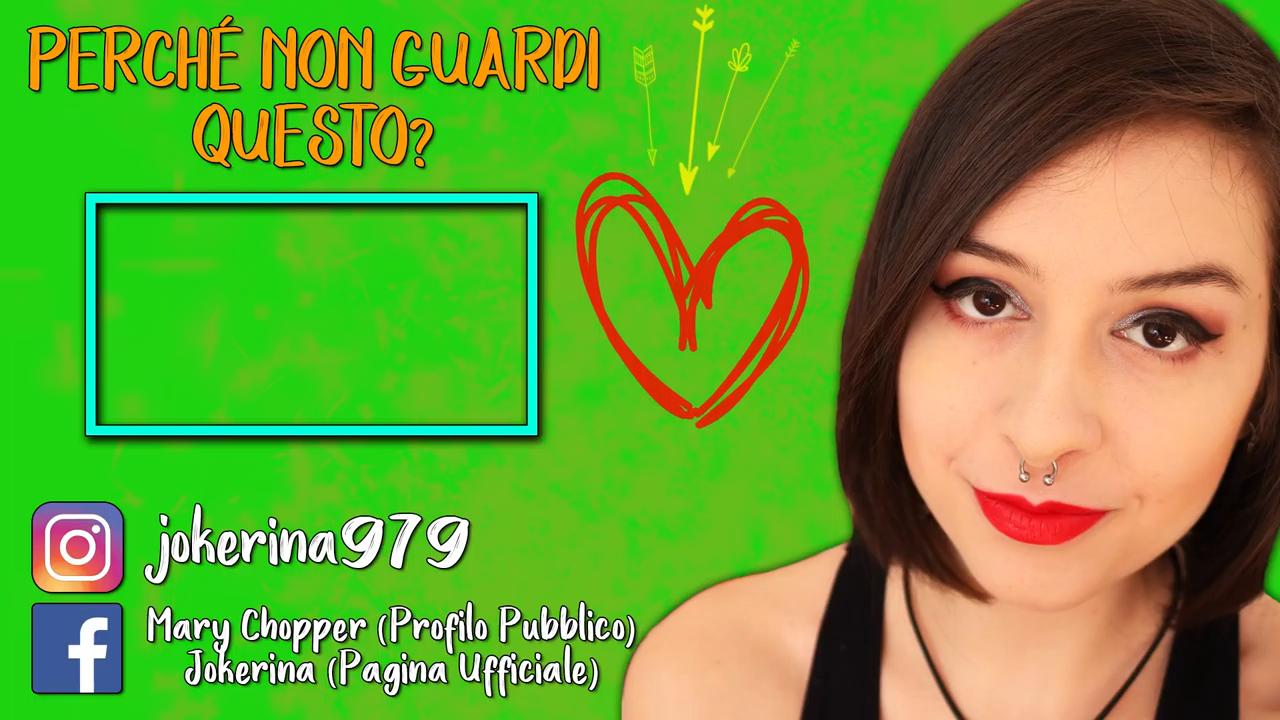 PERCHÉ NON GUARDI
QUESTO?
jokerina979
Mary Chopper (Profilo Pubblico)
Jokerina (Pagina Ufficiale)